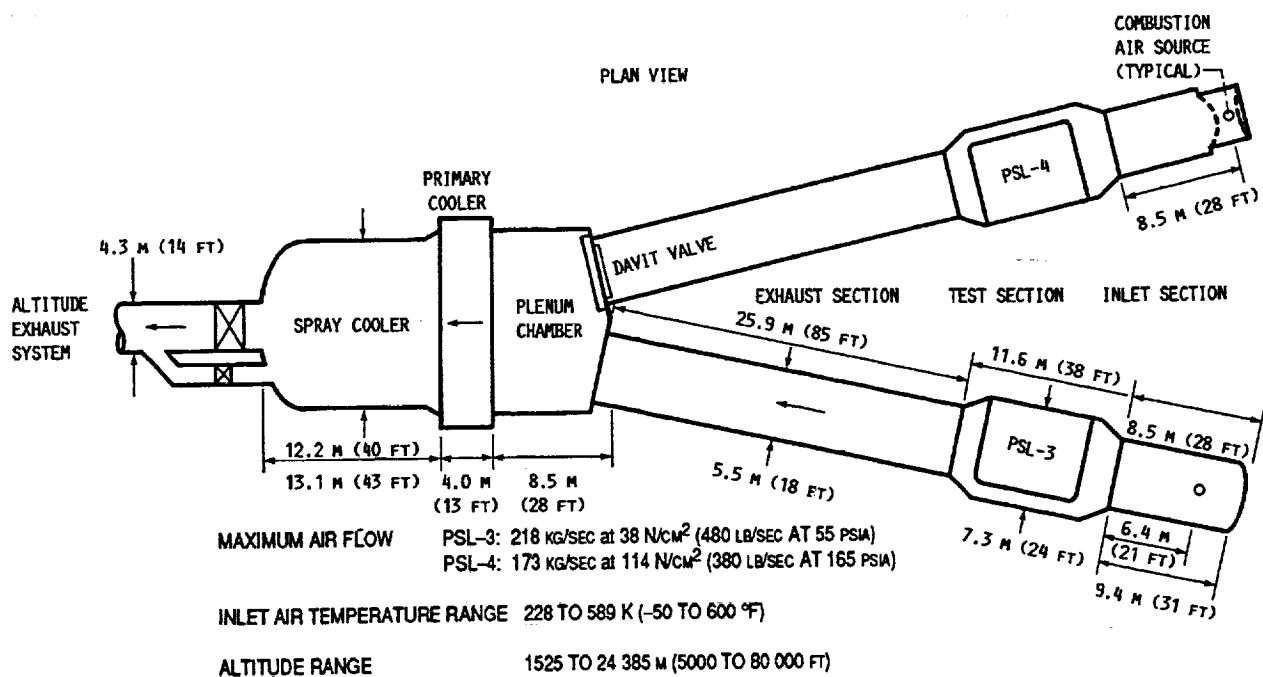 PLAN VIEW
COMBUSTION
AIR SOURCE
(TYPICAL)
PSL-4
8.5 M (28 FT)
PRIMARY
COOLER
4.3 M (14 FT)
DAVIT VALVE
ALTITUDE
EXHAUST
SYSTEM
SPRAY COOLER
PLENUM
CHAMBER
EXHAUST SECTION
TEST SECTION
INLET SECTION
25.9 M (85 FT)
11.6 M (38 FT)
8.5 M (28 FT)
PSL-3
12.2 M (40 FT)
13.1 M (43 FT)
4.0 M
(13 FT)
8.5 M
(28 FT)
5.5 M (18 FT)
7.3 M (24 FT)
6.4 M
(21 FT)
9.4 M (31 FT)
MAXIMUM AIR FLOW PSL-3: 218 KG/SEC at 38 N/CM² (480 LB/SEC AT 55 PSIA)
PSL-4: 173 KG/SEC at 114 N/CM² (380 LB/SEC AT 165 PSIA)
INLET AIR TEMPERATURE RANGE 228 TO 589 K (-50 TO 600 °F)
ALTITUDE RANGE 1525 TO 24 385 M (5000 TO 80 000 FT)